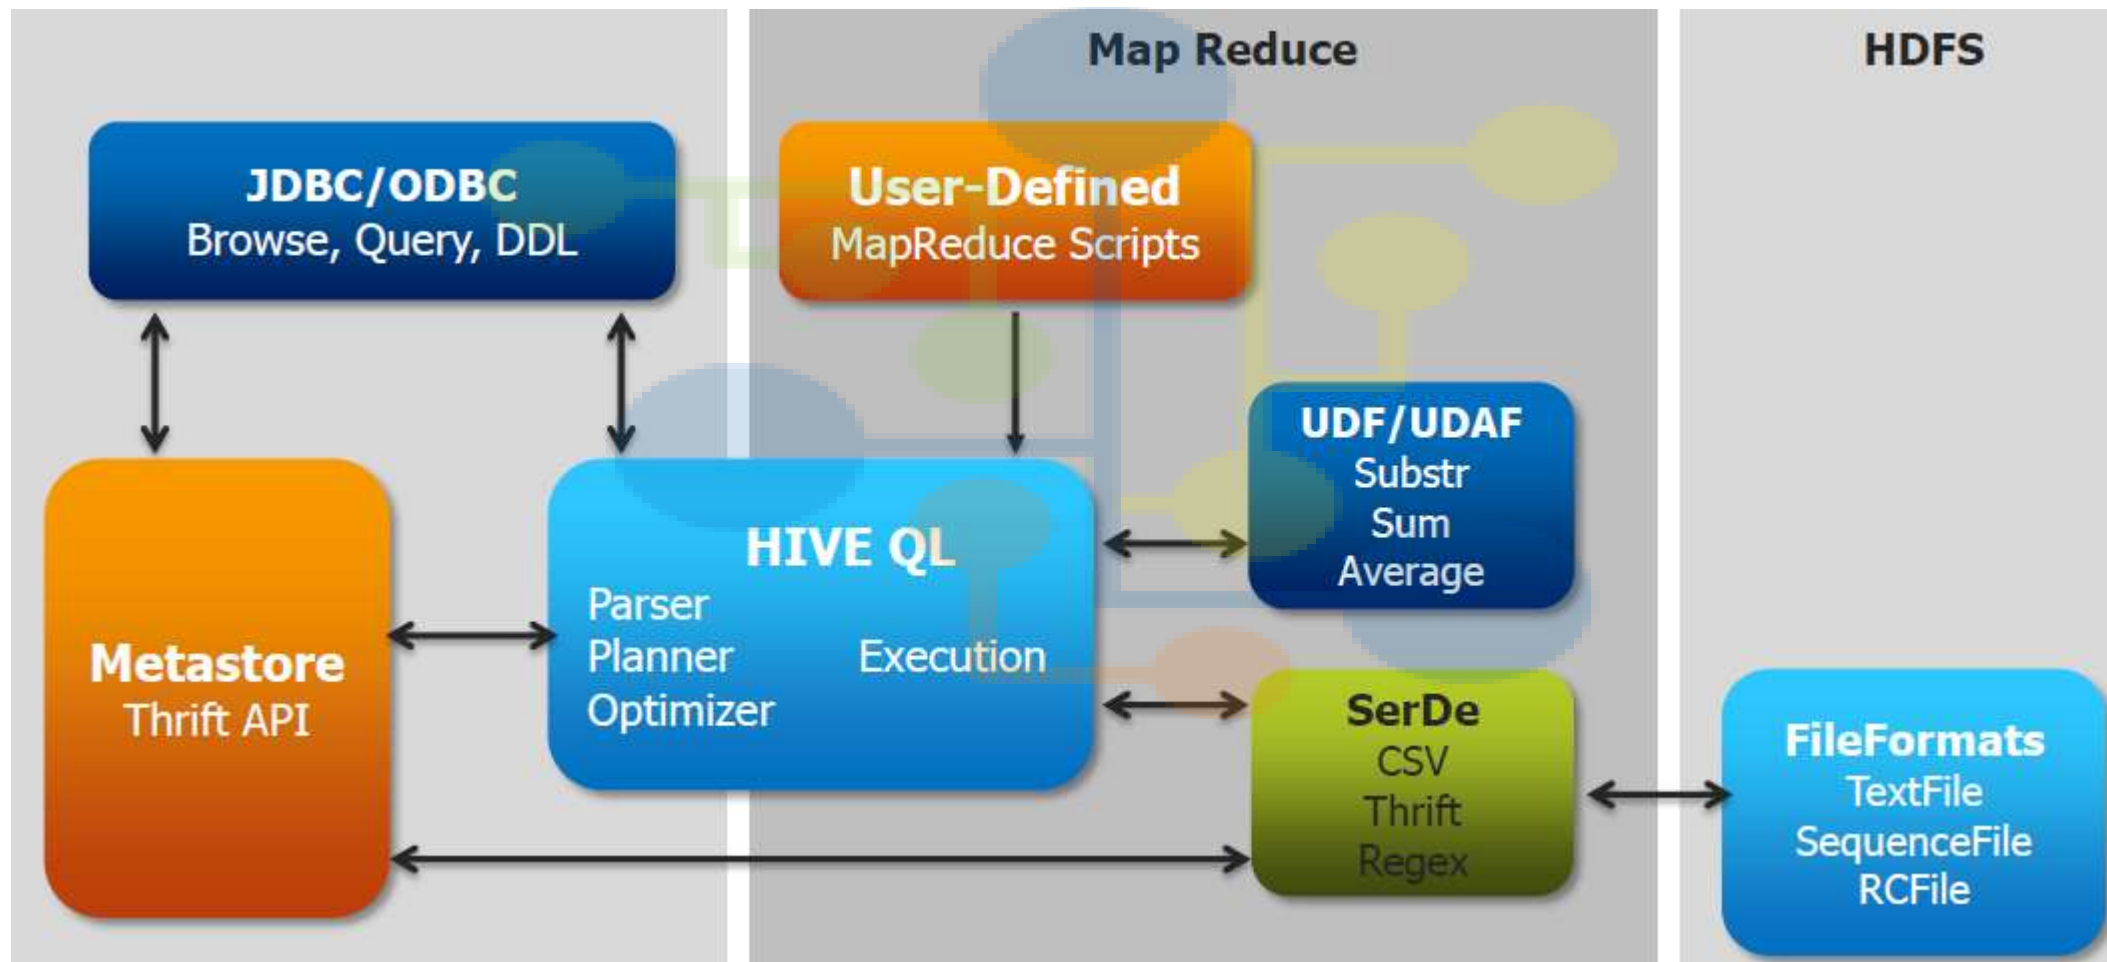 Map Reduce
HDFS
JDBC/ODBC
Browse, Query, DDL
User-Defined
MapReduce Scripts
UDF/UDAF
Substr
Sum
Average
HIVE QL
Parser
Planner
Optimizer
Execution
Metastore
Thrift API
SerDe
CSV
Thrift
Regex
FileFormats
TextFile
SequenceFile
RCFile